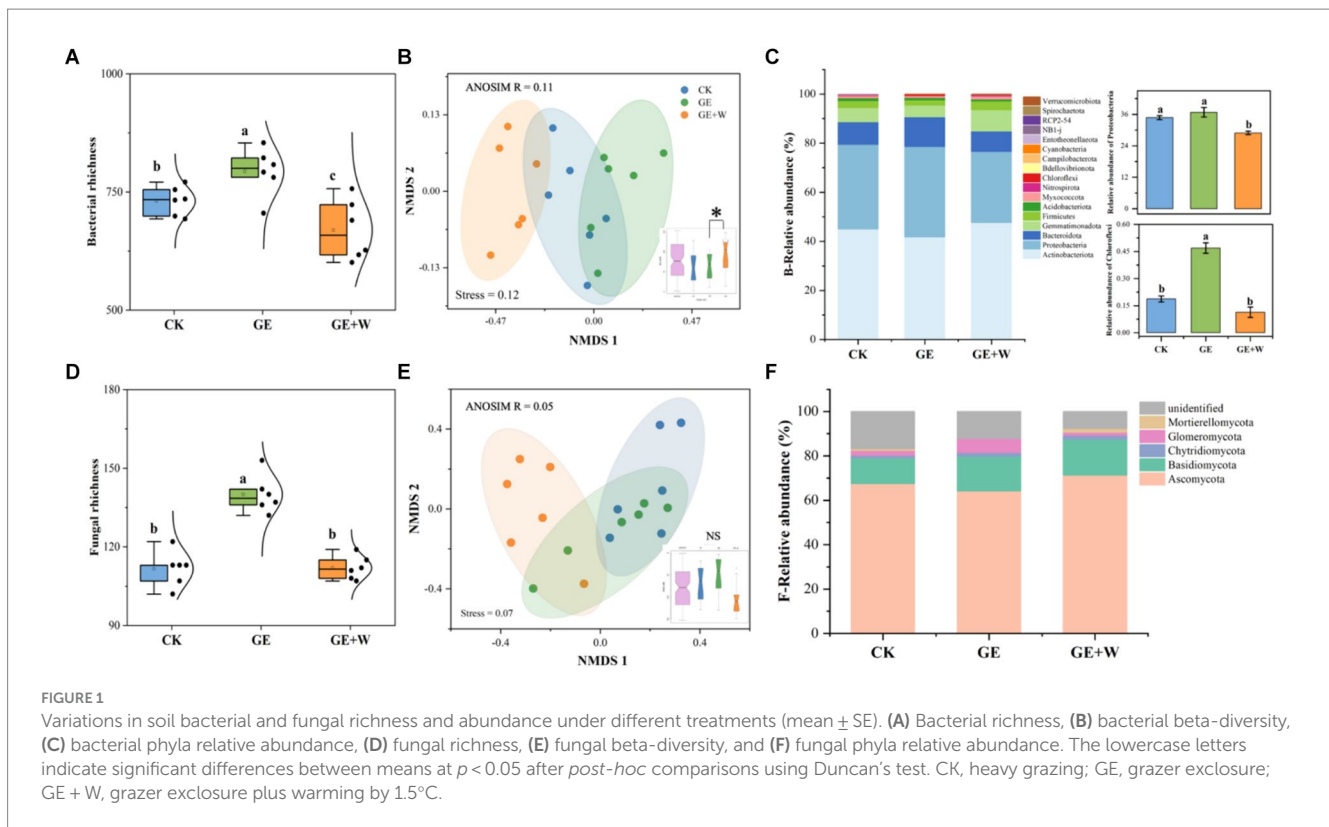 A
Bacterial rhichness
1000
750
500
b
a
c
CK
GE
GE+W
B
ANOSIM R = 0.11
CK
GE
GE+W
NMDS 2
0.13
0.00
-0.13
*
Stress = 0.12
-0.47
0.00
0.47
NMDS 1
C
B-Relative abundance (%)
100
80
60
40
20
0
CK
GE
GE+W
Verrucomicrobiota
Spirochaetota
RCP2-54
NB1-j
Entotheonellaeota
Cyanobacteria
Campilobacterota
Bdellovibrionota
Chloroflexi
Nitrospirota
Myxococcota
Acidobacteriota
Firmicutes
Gemmatimonadota
Bacteroidota
Proteobacteria
Actinobacteriota
Relative abundance of Proteobacteria
36
24
12
0
a
a
b
Relative abundance of Chloroflexi
0.60
0.45
0.30
0.15
0.00
b
a
b
CK
GE
GE+W
D
Fungal rhichness
180
150
120
90
b
a
b
CK
GE
GE+W
E
ANOSIM R = 0.05
NMDS 2
0.4
0.0
-0.4
NS
Stress = 0.07
-0.4
0.0
0.4
NMDS 1
F
F-Relative abundance (%)
100
80
60
40
20
0
CK
GE
GE+W
unidentified
Mortierellomycota
Glomeromycota
Chytridiomycota
Basidiomycota
Ascomycota
FIGURE 1
Variations in soil bacterial and fungal richness and abundance under different treatments (mean ± SE). (A) Bacterial richness, (B) bacterial beta-diversity,
(C) bacterial phyla relative abundance, (D) fungal richness, (E) fungal beta-diversity, and (F) fungal phyla relative abundance. The lowercase letters
indicate significant differences between means at p < 0.05 after post-hoc comparisons using Duncan's test. CK, heavy grazing; GE, grazer exclosure;
GE + W, grazer exclosure plus warming by 1.5°C.